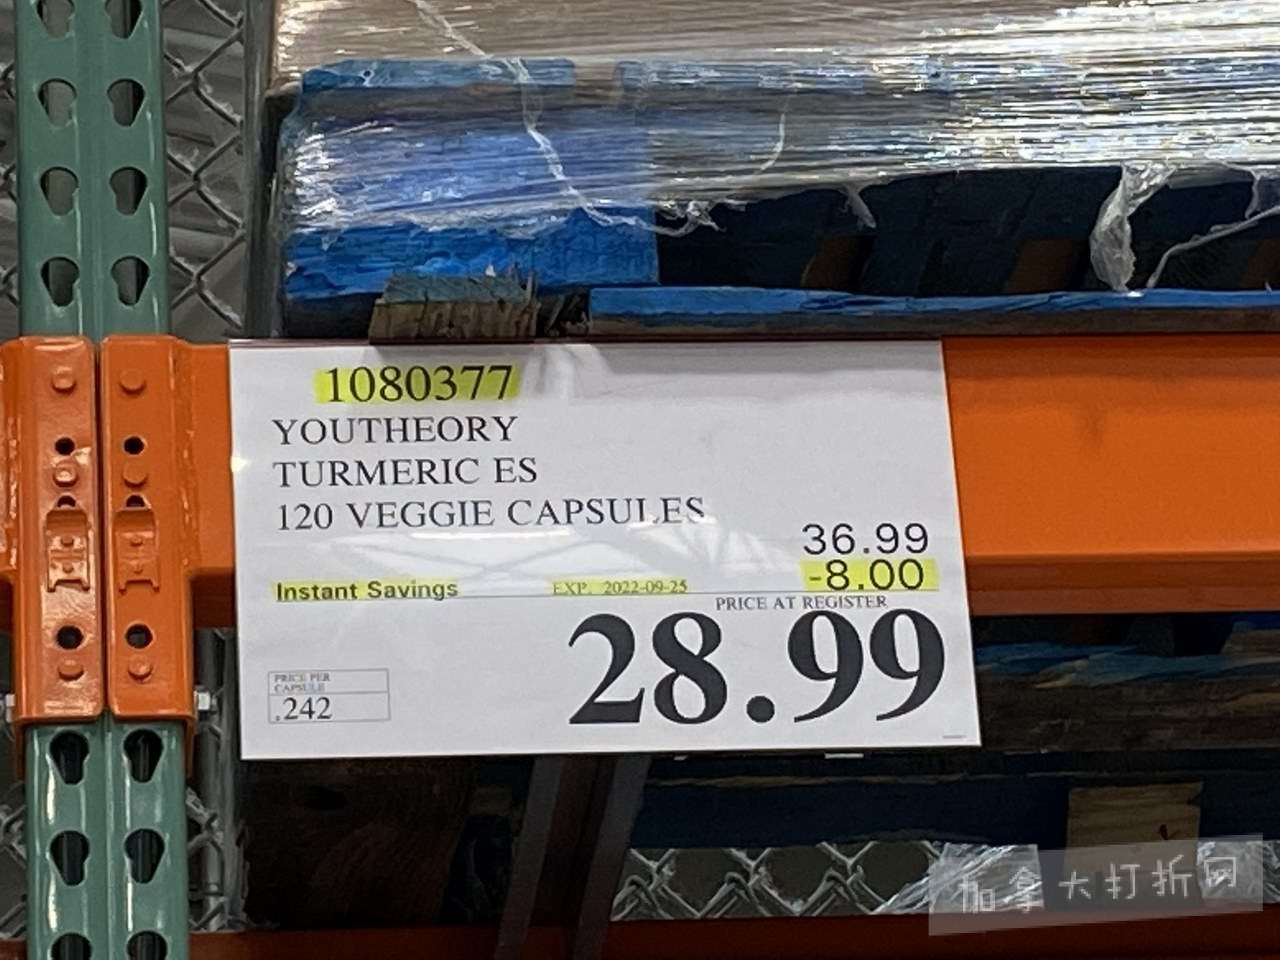 1080377
YOUTHEORY
TURMERIC ES
120 VEGGIE CAPSULES
36.99
-8.00
Instant Savings EXP. 2022-09-25
PRICE AT REGISTER
28.99
PRICE PER
CAPSULE
.242
加拿大打折网